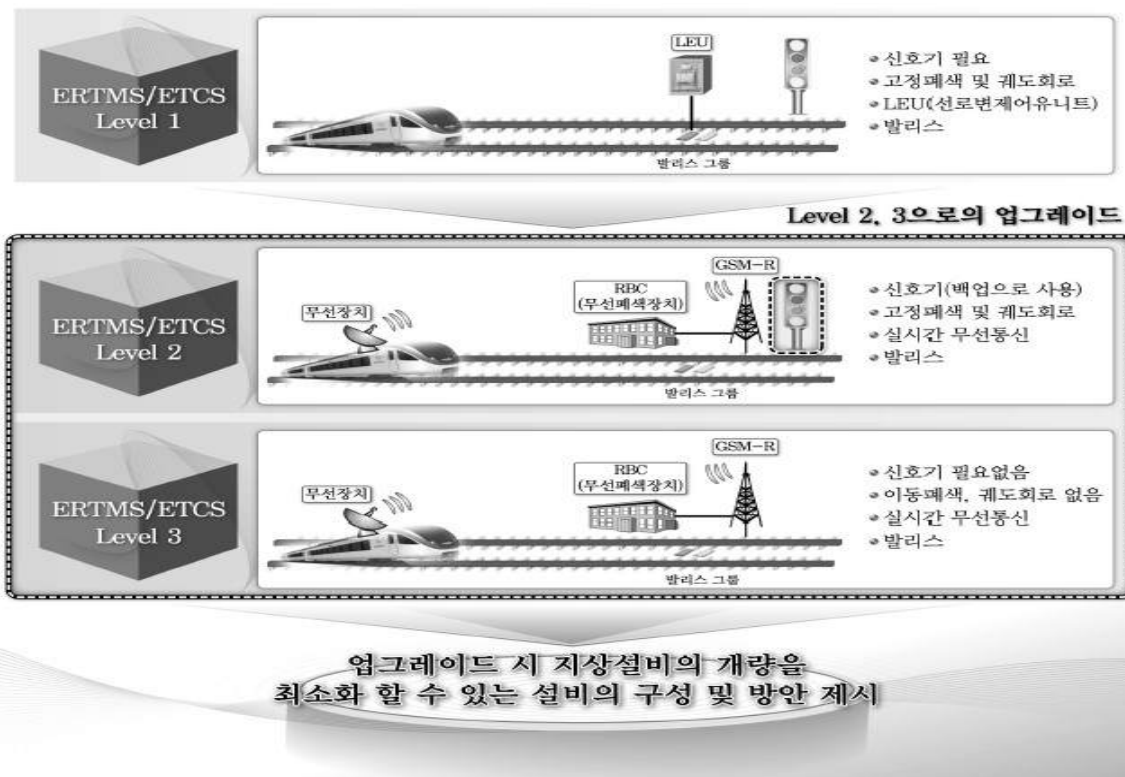 ERTMS/ETCS
Level 1
LEU
발리스 그룹
•신호기 필요
•고정폐색 및 궤도회로
•LEU(선로변제어유니트)
•발리스
Level 2, 3으로의 업그레이드
ERTMS/ETCS
Level 2
무선장치
RBC
(무선폐색장치)
GSM-R
발리스 그룹
•신호기(백업으로 사용)
•고정폐색 및 궤도회로
•실시간 무선통신
•발리스
ERTMS/ETCS
Level 3
무선장치
RBC
(무선폐색장치)
GSM-R
발리스 그룹
•신호기 필요없음
•이동폐색, 궤도회로 없음
•실시간 무선통신
•발리스
업그레이드 시 지상설비의 개량을
최소화 할 수 있는 설비의 구성 및 방안 제시